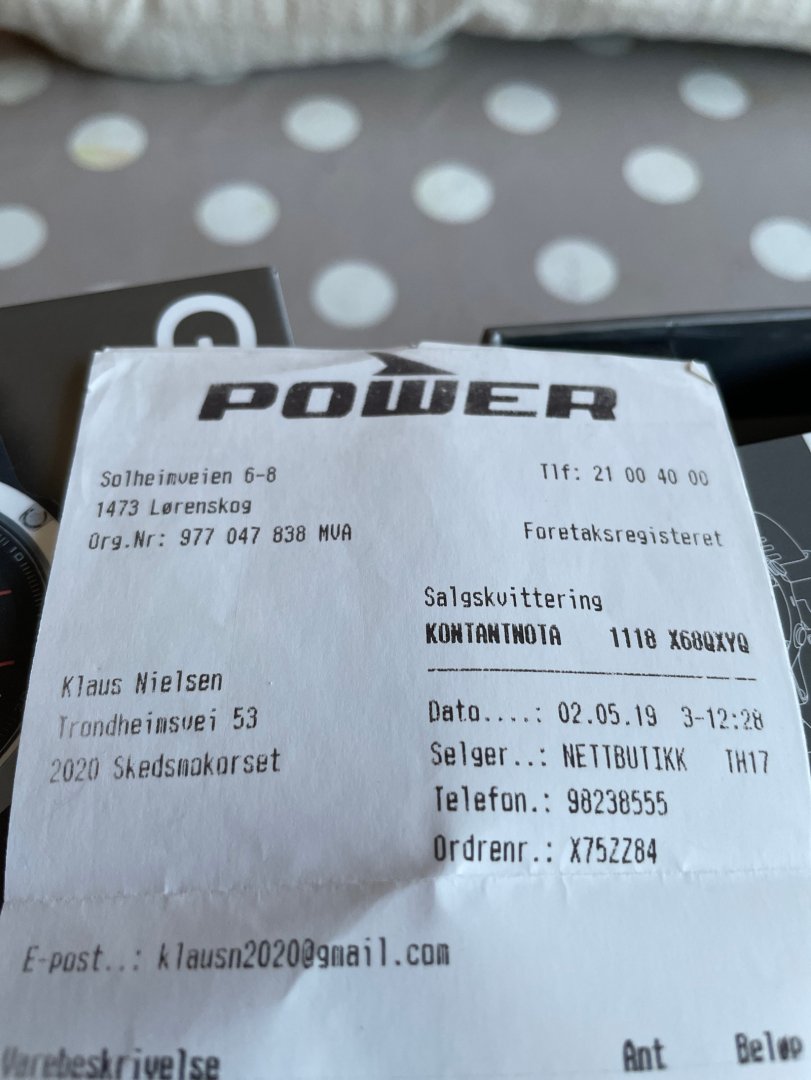 POWER
Solheimveien 6-8 Tlf: 21 00 40 00
1473 Lørenskog
Org.Nr: 977 047 838 MVA Foretaksregisteret
Salgskvittering
KONTANTNOTA 1118 X68QXYQ
Klaus Nielsen
Trondheimsvei 53
2020 Skedsmokorset
Dato....: 02.05.19 3-12:28
Selger..: NETTBUTIKK TH17
Telefon.: 98238555
Ordrenr.: X75ZZ84
E-post..: klausn2020@gmail.com
Varebeskrivelse Ant Beløp